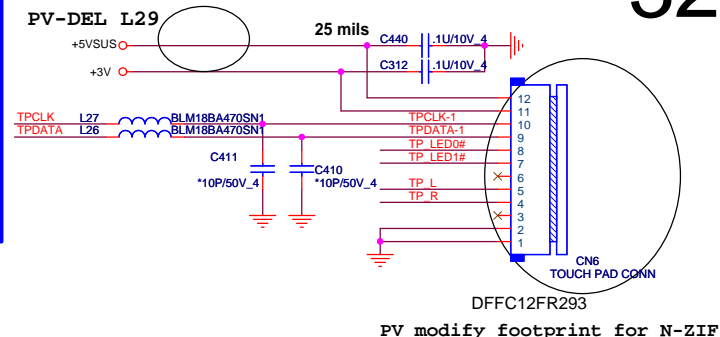 PV-DEL L29
+5VSUS
25 mils
C440 .1U/10V_4
+3V
C312 .1U/10V_4
12
11
TPCLK L27 BLM18BA470SN1 TPCLK-1 10
TPDATA L26 BLM18BA470SN1 TPDATA-1 9
TP_LED0# 8
TP_LED1# 7
C411
*10P/50V_4
C410
*10P/50V_4
6
TP_L 5
TP_R 4
3
2
1
CN6
TOUCH PAD CONN
DFFC12FR293
PV modify footprint for N-ZIF